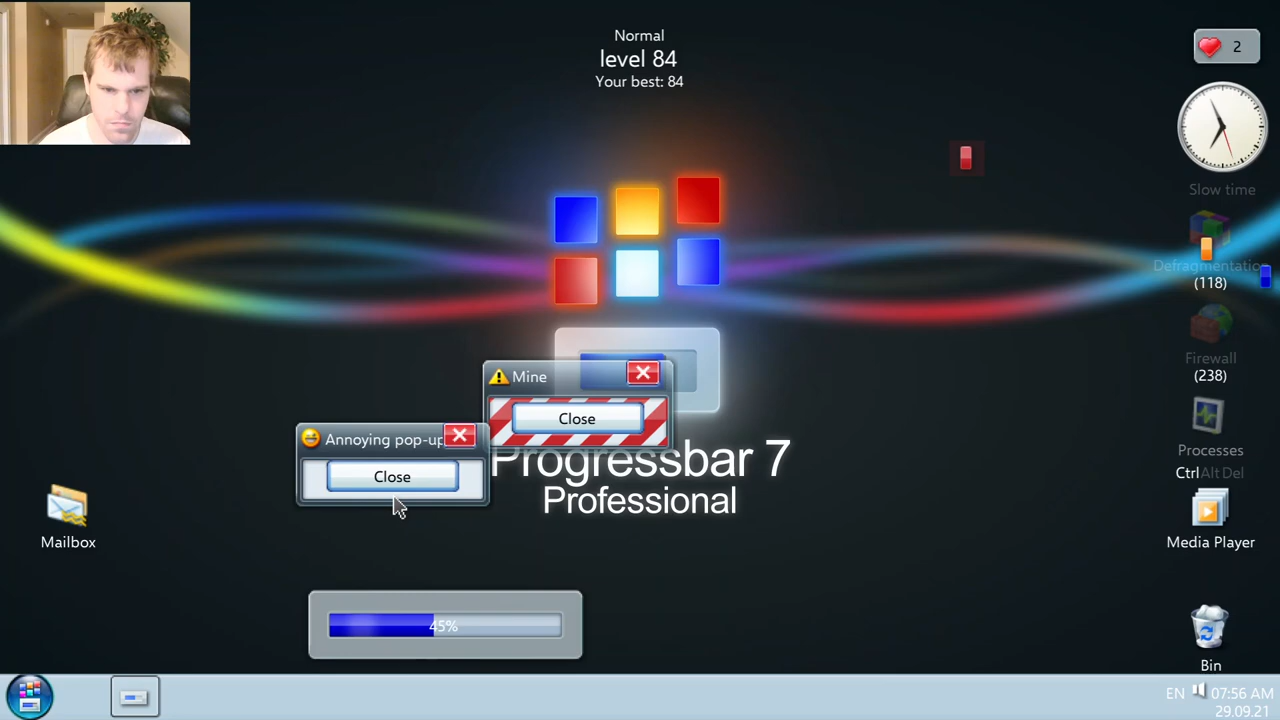 Normal
level 84
Your best: 84
2
Slow time
Defragmentation
(118)
Firewall
(238)
Processes
Ctrl Alt Del
Media Player
Bin
Mine
Close
Annoying pop-up
Close
Progressbar 7
Professional
Mailbox
45%
EN 07:56 AM
29.09.21